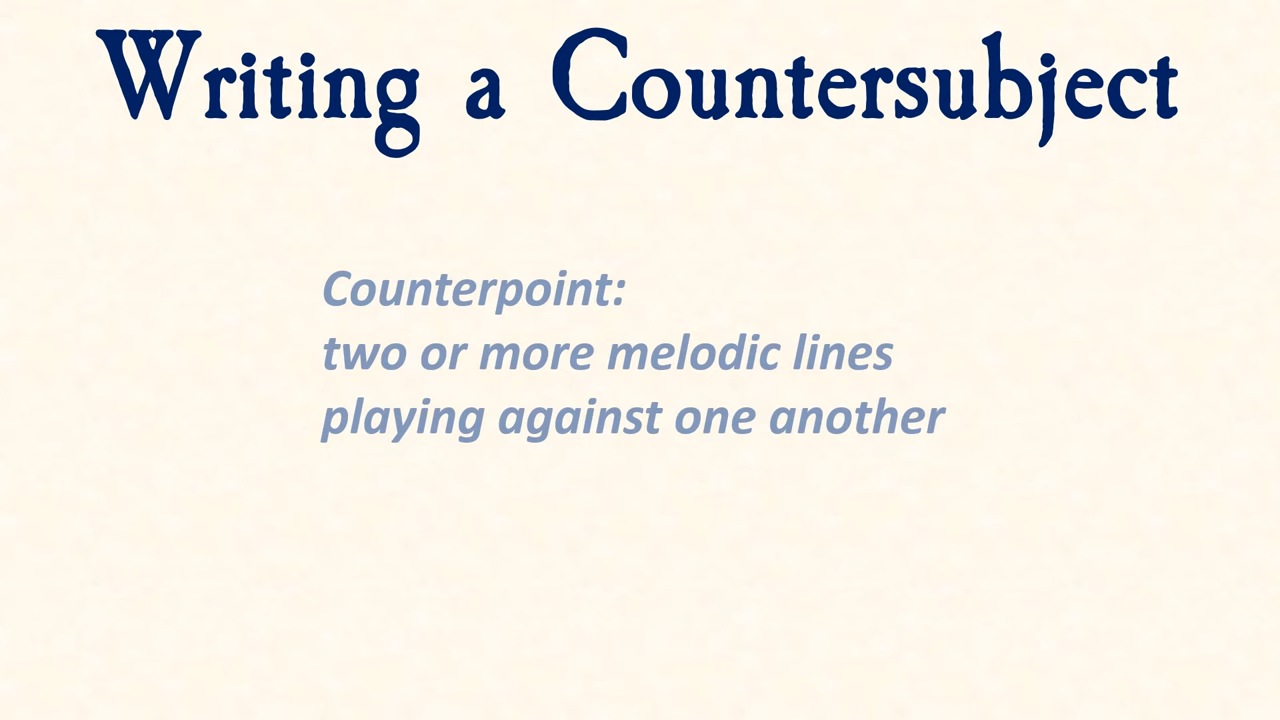 Writing a Countersubject
Counterpoint:
two or more melodic lines
playing against one another